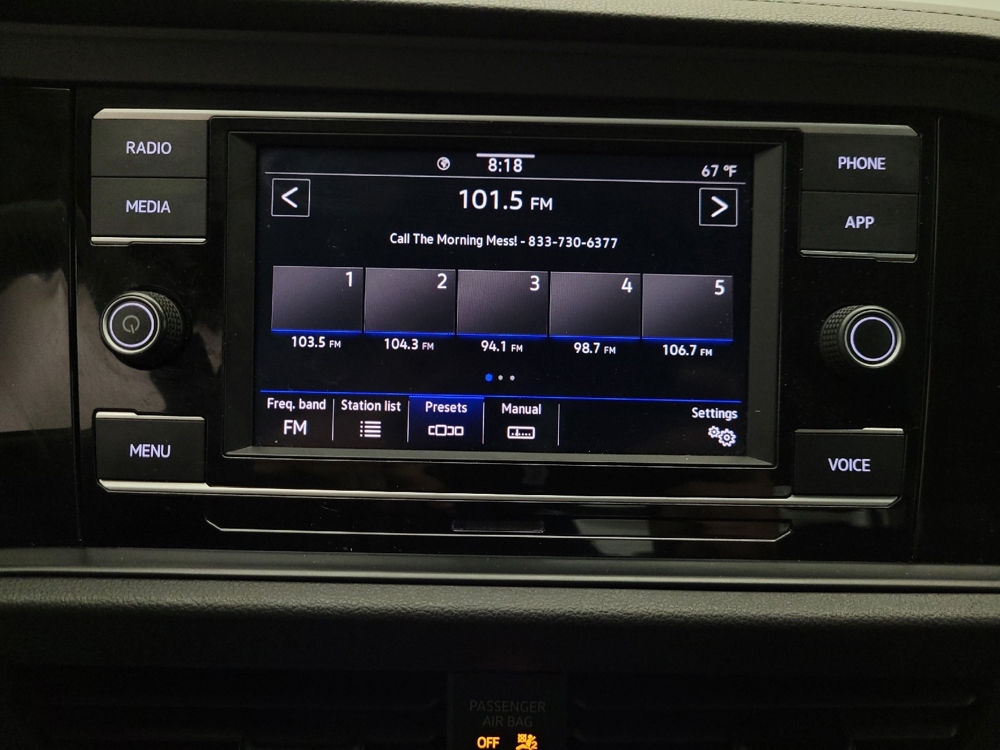 RADIO
MEDIA
MENU
8:18
67 °F
<
101.5 FM
>
Call The Morning Mess! - 833-730-6377
1
2
3
4
5
103.5 FM
104.3 FM
94.1 FM
98.7 FM
106.7 FM
Freq. band
FM
Station list
Presets
Manual
Settings
PHONE
APP
VOICE
PASSENGER
AIR BAG
OFF